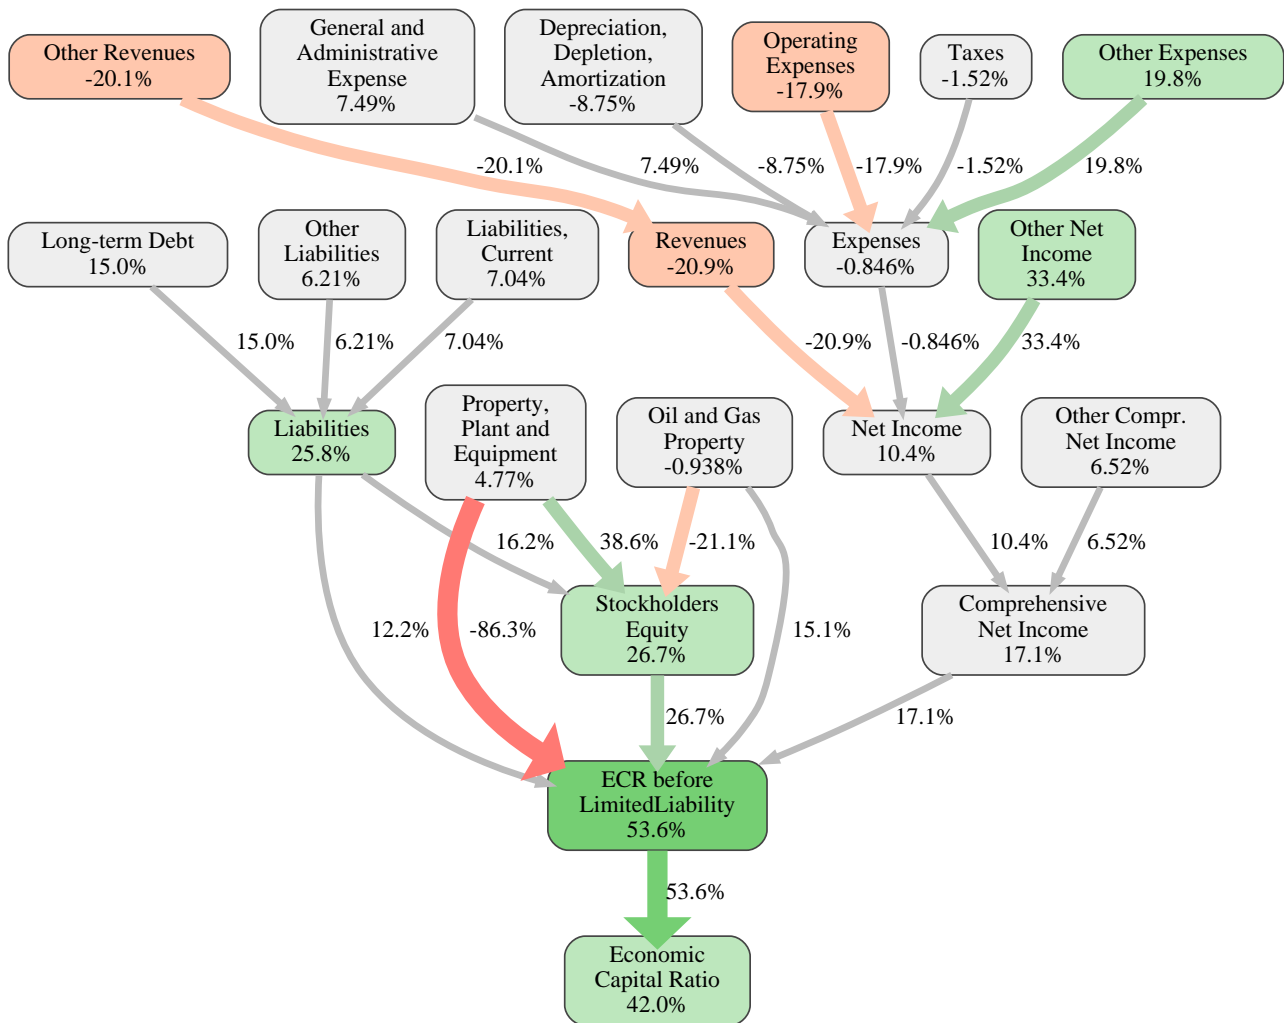 Other Revenues
-20.1%
General and
Administrative
Expense
7.49%
Depreciation,
Depletion,
Amortization
-8.75%
Operating
Expenses
-17.9%
Taxes
-1.52%
Other Expenses
19.8%
-20.1%
7.49%
-8.75%
-17.9%
-1.52%
19.8%
Long-term Debt
15.0%
Other
Liabilities
6.21%
Liabilities,
Current
7.04%
Revenues
-20.9%
Expenses
-0.846%
Other Net
Income
33.4%
15.0%
6.21%
7.04%
-20.9%
-0.846%
33.4%
Liabilities
25.8%
Property,
Plant and
Equipment
4.77%
Oil and Gas
Property
-0.938%
Net Income
10.4%
Other Compr.
Net Income
6.52%
16.2%
38.6%
-21.1%
10.4%
6.52%
12.2%
-86.3%
Stockholders
Equity
26.7%
15.1%
Comprehensive
Net Income
17.1%
26.7%
17.1%
ECR before
LimitedLiability
53.6%
53.6%
Economic
Capital Ratio
42.0%